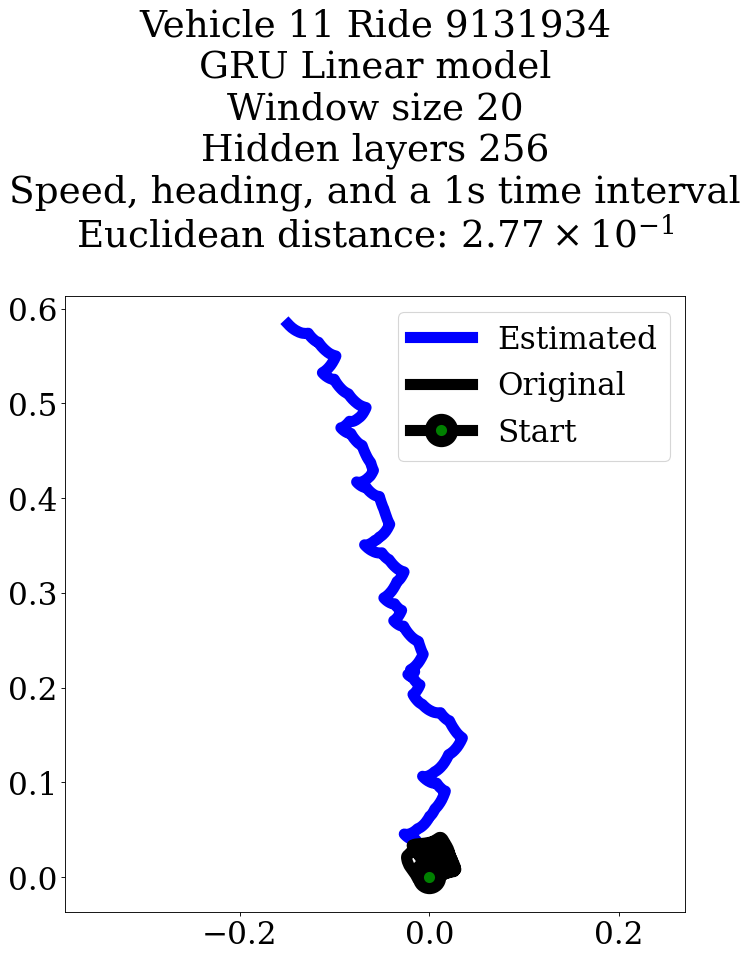 Vehicle 11 Ride 9131934
GRU Linear model
Window size 20
Hidden layers 256
Speed, heading, and a 1s time interval
Euclidean distance: 2.77 × 10⁻¹
Estimated
Original
Start
0.6
0.5
0.4
0.3
0.2
0.1
0.0
−0.2 0.0 0.2